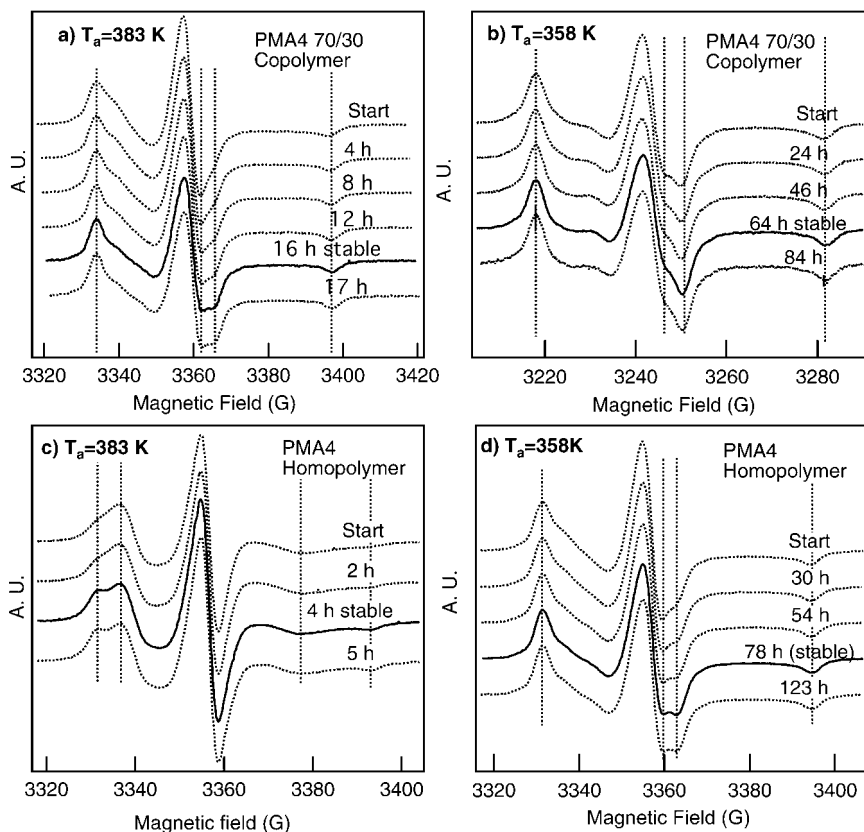 a) Tₐ=383 K
PMA4 70/30
Copolymer
Start
4 h
8 h
12 h
16 h stable
17 h
A. U.
3320 3340 3360 3380 3400 3420
Magnetic Field (G)
b) Tₐ=358 K
PMA4 70/30
Copolymer
Start
24 h
46 h
64 h stable
84 h
A. U.
3220 3240 3260 3280
Magnetic Field (G)
c) Tₐ=383 K
PMA4
Homopolymer
Start
2 h
4 h stable
5 h
A. U.
3320 3340 3360 3380 3400
Magnetic field (G)
d) Tₐ=358K
PMA4
Homopolymer
Start
30 h
54 h
78 h (stable)
123 h
A. U.
3320 3340 3360 3380 3400
Magnetic Field (G)